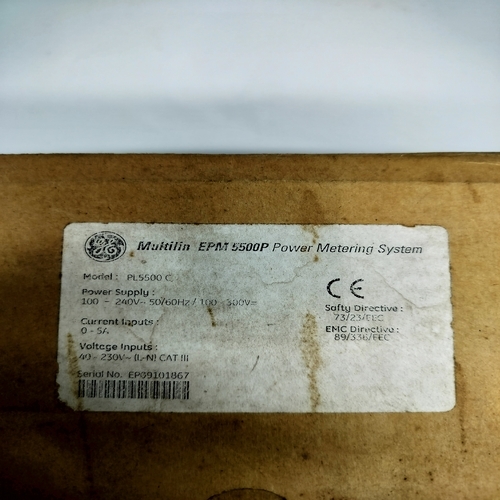 Multilin EPM 5500P Power Metering System
Model : PL5500 C
Power Supply :
100 - 240V~ 50/60Hz / 100 - 300V=
Current Inputs :
0 - 5A
Voltage Inputs :
40 - 230V~ (L-N) CAT III
Serial No. EP09101867
CE
Safty Directive :
73/23/EEC
EMC Directive :
89/336/EEC